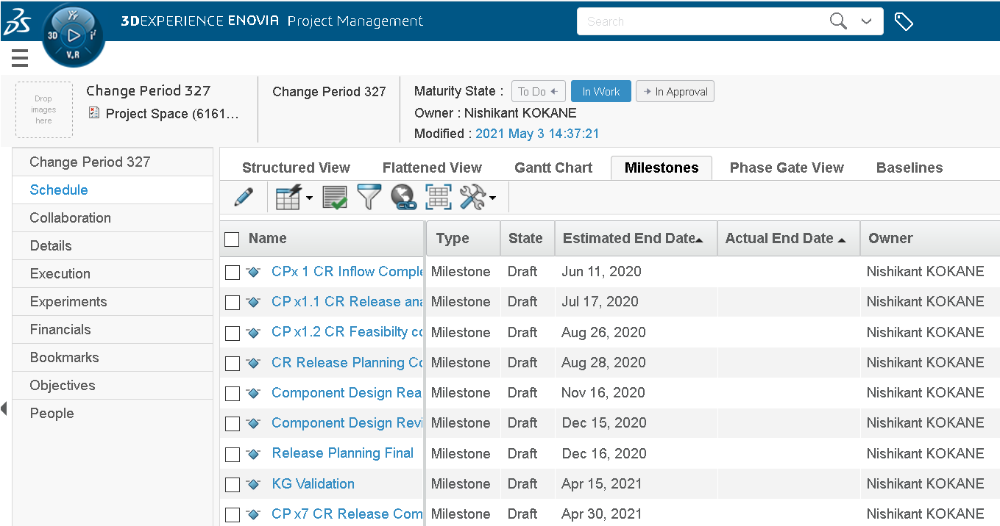 3DEXPERIENCE ENOVIA Project Management
Search
3D
V.R
Drop
images
here
Change Period 327
Project Space (6161...
Change Period 327
Maturity State : To Do In Work In Approval
Owner : Nishikant KOKANE
Modified : 2021 May 3 14:37:21
Change Period 327
Schedule
Collaboration
Details
Execution
Experiments
Financials
Bookmarks
Objectives
People
Structured View Flattened View Gantt Chart Milestones Phase Gate View Baselines
Name Type State Estimated End Date Actual End Date Owner
CPx 1 CR Inflow Comple Milestone Draft Jun 11, 2020 Nishikant KOKANE
CP x1.1 CR Release ana Milestone Draft Jul 17, 2020 Nishikant KOKANE
CP x1.2 CR Feasibilty co Milestone Draft Aug 26, 2020 Nishikant KOKANE
CR Release Planning Co Milestone Draft Aug 28, 2020 Nishikant KOKANE
Component Design Rea Milestone Draft Nov 16, 2020 Nishikant KOKANE
Component Design Revi Milestone Draft Dec 15, 2020 Nishikant KOKANE
Release Planning Final Milestone Draft Dec 16, 2020 Nishikant KOKANE
KG Validation Milestone Draft Apr 15, 2021 Nishikant KOKANE
CP x7 CR Release Com Milestone Draft Apr 30, 2021 Nishikant KOKANE